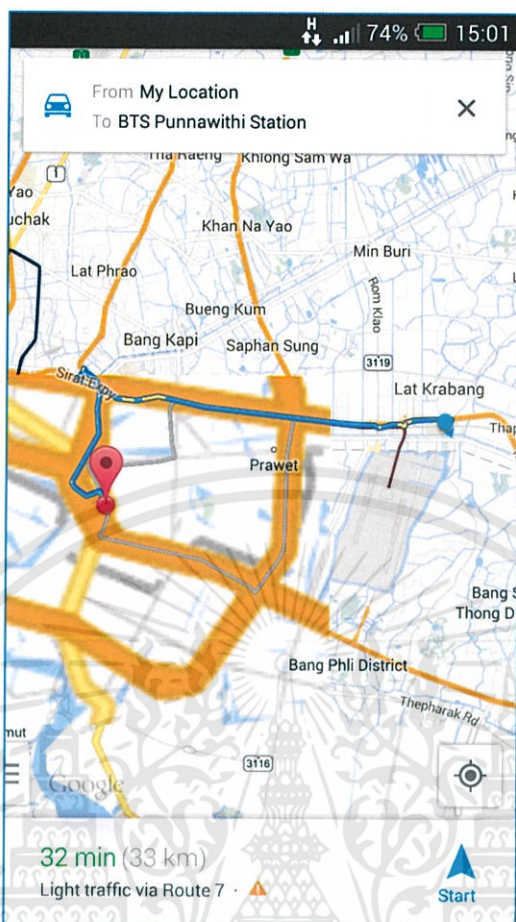 H 74% 15:01
From My Location
To BTS Punnawithi Station
Tha Raeng Khlong Sam Wa
1
Yao
uchak
Khan Na Yao
Min Buri
Lat Phrao
Rom Klao
Bueng Kum
Bang Kapi
Saphan Sung
3119
Sirat Expy
Lat Krabang
Thap
Prawet
Bang S
Thong D
Bang Phli District
Thepharak Rd
mut
3116
Google
32 min (33 km)
Light traffic via Route 7 ·
Start